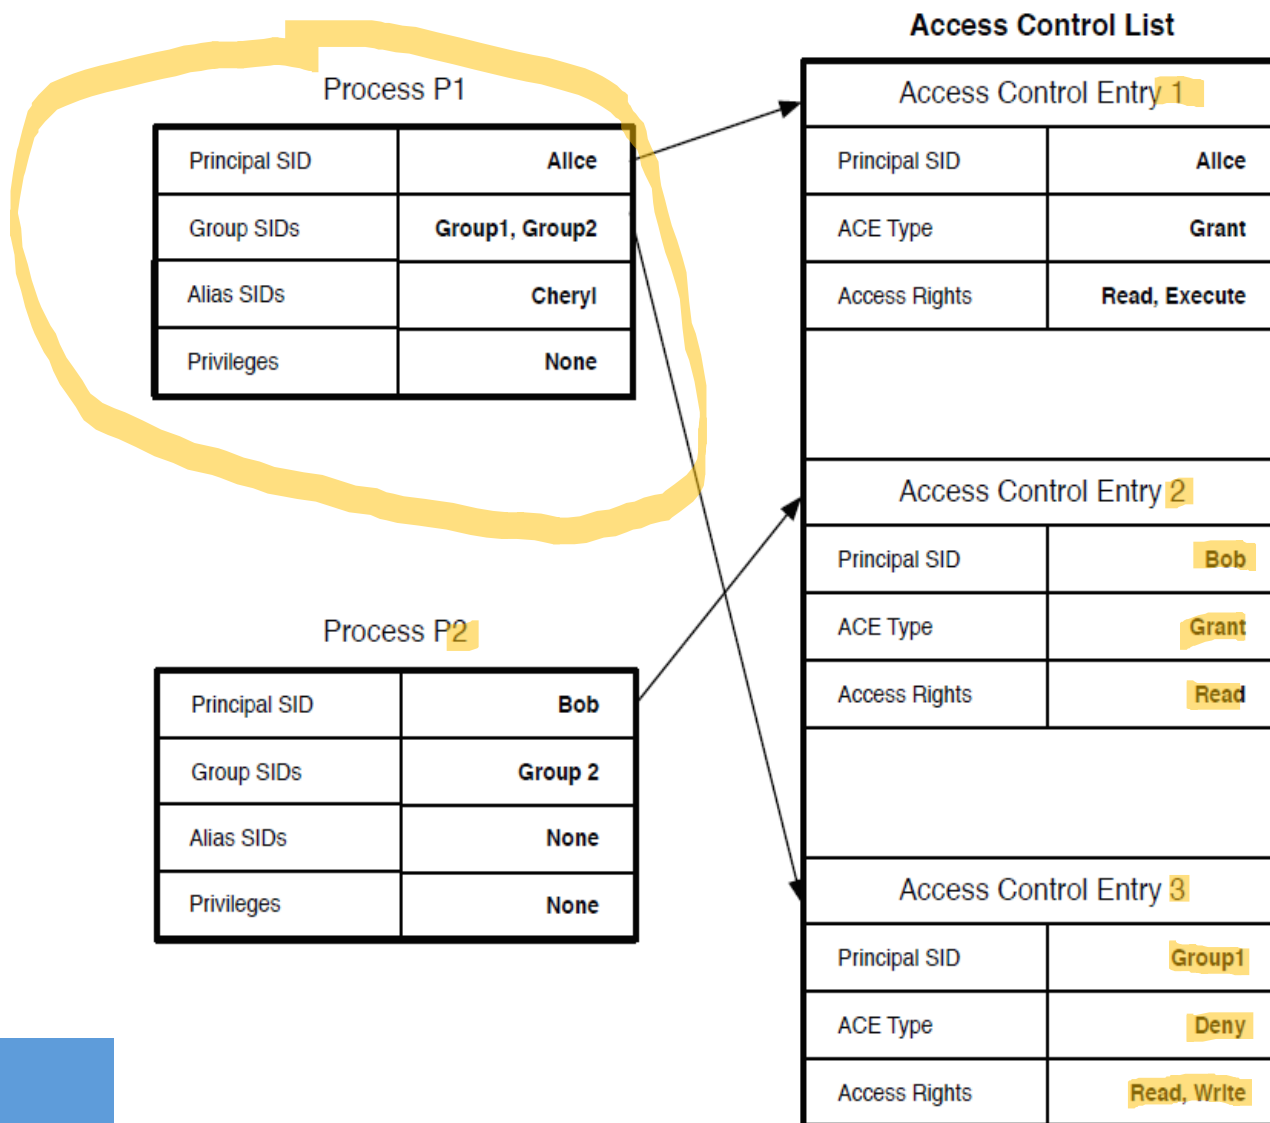 Access Control List
Process P1
Principal SID Alice
Group SIDs Group1, Group2
Alias SIDs Cheryl
Privileges None
Process P2
Principal SID Bob
Group SIDs Group 2
Alias SIDs None
Privileges None
Access Control Entry 1
Principal SID Alice
ACE Type Grant
Access Rights Read, Execute
Access Control Entry 2
Principal SID Bob
ACE Type Grant
Access Rights Read
Access Control Entry 3
Principal SID Group1
ACE Type Deny
Access Rights Read, Write